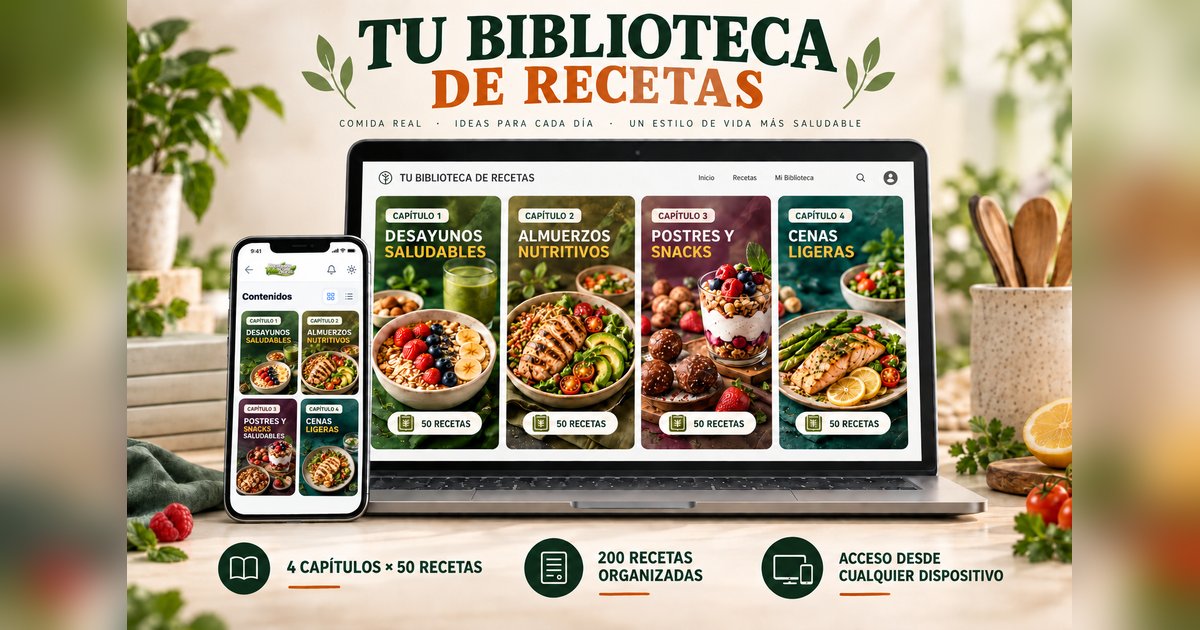 TU BIBLIOTECA
DE RECETAS
COMIDA REAL · IDEAS PARA CADA DÍA · UN ESTILO DE VIDA MÁS SALUDABLE
TU BIBLIOTECA DE RECETAS
Inicio
Recetas
Mi Biblioteca
CAPÍTULO 1
DESAYUNOS
SALUDABLES
50 RECETAS
CAPÍTULO 2
ALMUERZOS
NUTRITIVOS
50 RECETAS
CAPÍTULO 3
POSTRES Y
SNACKS
50 RECETAS
CAPÍTULO 4
CENAS
LIGERAS
50 RECETAS
9:41
Contenidos
CAPÍTULO 1
DESAYUNOS
SALUDABLES
CAPÍTULO 2
ALMUERZOS
NUTRITIVOS
CAPÍTULO 3
POSTRES Y
SNACKS
SALUDABLES
CAPÍTULO 4
CENAS
LIGERAS
4 CAPÍTULOS × 50 RECETAS
200 RECETAS
ORGANIZADAS
ACCESO DESDE
CUALQUIER DISPOSITIVO